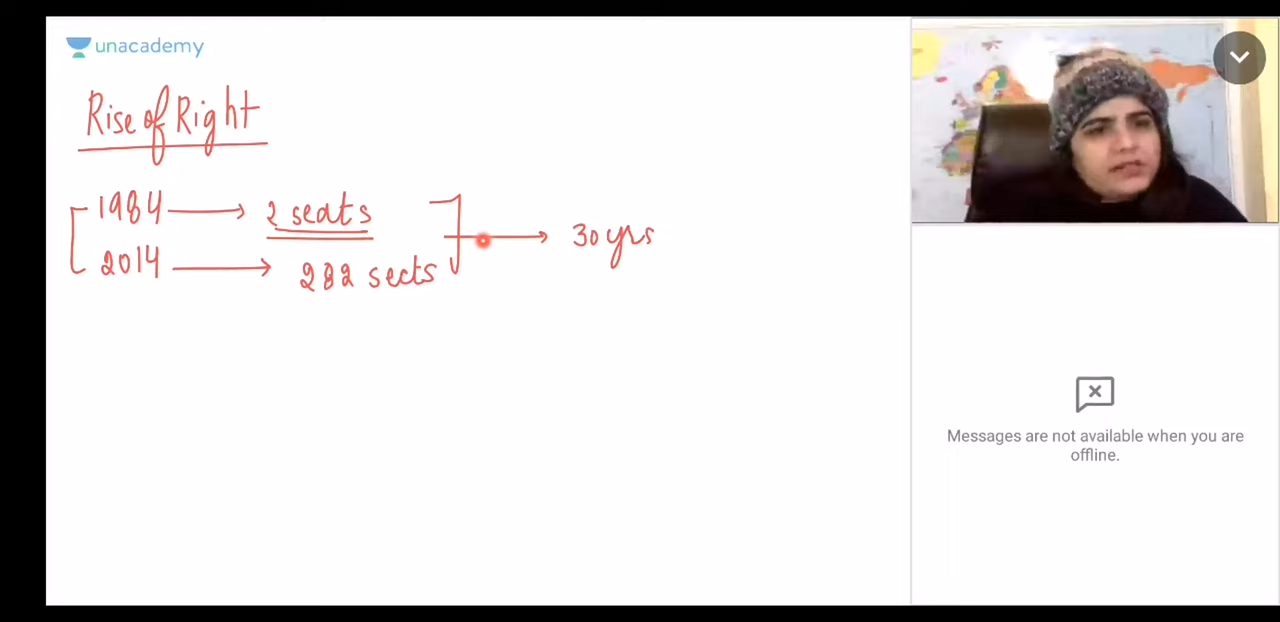 unacademy
Rise of Right
1984 → 2 seats
2014 → 282 sects
→ 30 yrs
Messages are not available when you are
offline.